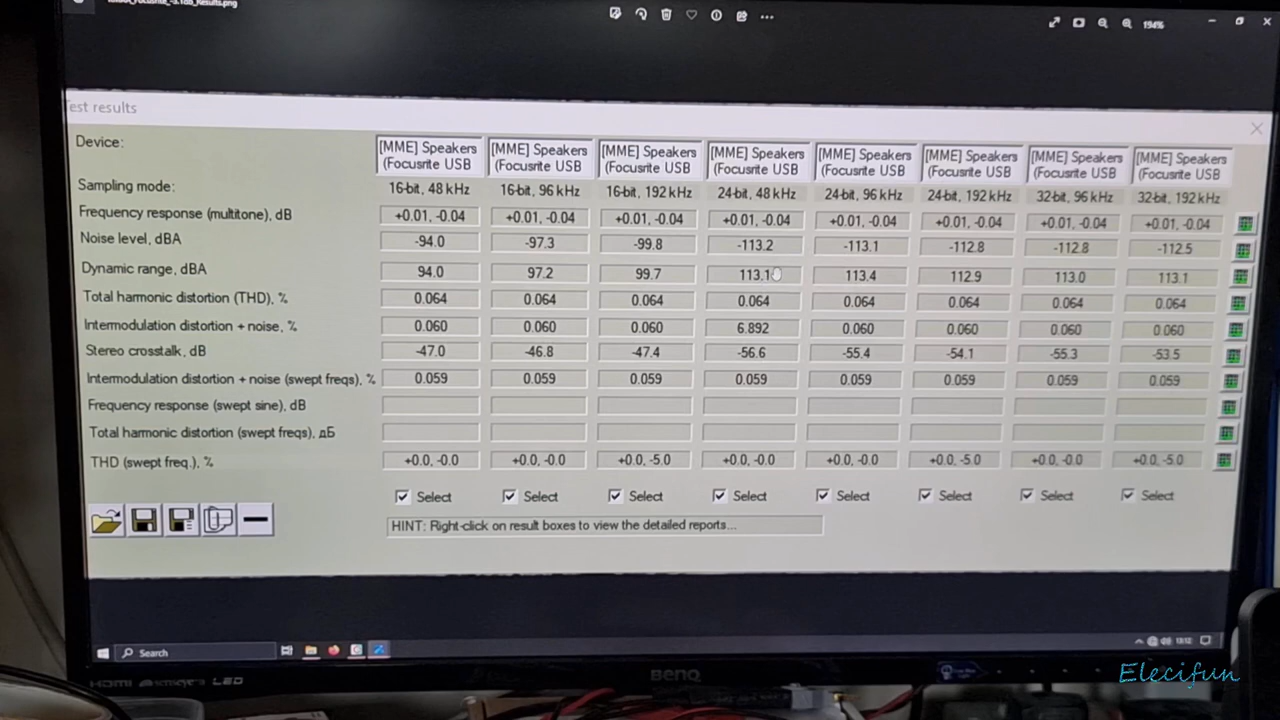 194%
Test results
Device:
[MME] Speakers (Focusrite USB [MME] Speakers (Focusrite USB [MME] Speakers (Focusrite USB [MME] Speakers (Focusrite USB [MME] Speakers (Focusrite USB [MME] Speakers (Focusrite USB [MME] Speakers (Focusrite USB [MME] Speakers (Focusrite USB
Sampling mode: 16-bit, 48 kHz 16-bit, 96 kHz 16-bit, 192 kHz 24-bit, 48 kHz 24-bit, 96 kHz 24-bit, 192 kHz 32-bit, 96 kHz 32-bit, 192 kHz
Frequency response (multitone), dB +0.01, -0.04 +0.01, -0.04 +0.01, -0.04 +0.01, -0.04 +0.01, -0.04 +0.01, -0.04 +0.01, -0.04 +0.01, -0.04
Noise level, dBA -94.0 -97.3 -99.8 -113.2 -113.1 -112.8 -112.8 -112.5
Dynamic range, dBA 94.0 97.2 99.7 113.1 113.4 112.9 113.0 113.1
Total harmonic distortion (THD), % 0.064 0.064 0.064 0.064 0.064 0.064 0.064 0.064
Intermodulation distortion + noise, % 0.060 0.060 0.060 6.892 0.060 0.060 0.060 0.060
Stereo crosstalk, dB -47.0 -46.8 -47.4 -56.6 -55.4 -54.1 -55.3 -53.5
Intermodulation distortion + noise (swept freqs), % 0.059 0.059 0.059 0.059 0.059 0.059 0.059 0.059
Frequency response (swept sine), dB
Total harmonic distortion (swept freqs), дБ
THD (swept freq.), % +0.0, -0.0 +0.0, -0.0 +0.0, -5.0 +0.0, -0.0 +0.0, -0.0 +0.0, -5.0 +0.0, -0.0 +0.0, -5.0
Select Select Select Select Select Select Select Select
HINT: Right-click on result boxes to view the detailed reports...
Search
13:12
HDMI LED
BenQ
Elecifun